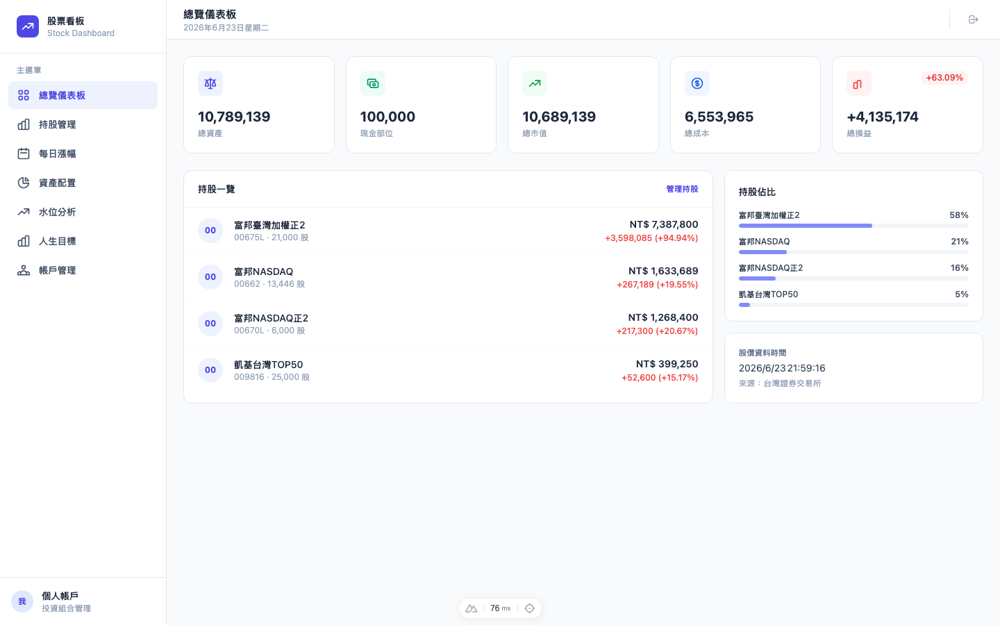 股票看板
Stock Dashboard
主選單
總覽儀表板
持股管理
每日漲幅
資產配置
水位分析
人生目標
帳戶管理
我
個人帳戶
投資組合管理
總覽儀表板
2026年6月23日星期二
10,789,139
總資產
100,000
現金部位
10,689,139
總市值
6,553,965
總成本
+63.09%
+4,135,174
總損益
持股一覽
管理持股
00
富邦臺灣加權正2
00675L · 21,000 股
NT$ 7,387,800
+3,598,085 (+94.94%)
00
富邦NASDAQ
00662 · 13,446 股
NT$ 1,633,689
+267,189 (+19.55%)
00
富邦NASDAQ正2
00670L · 6,000 股
NT$ 1,268,400
+217,300 (+20.67%)
00
凱基台灣TOP50
009816 · 25,000 股
NT$ 399,250
+52,600 (+15.17%)
持股佔比
富邦臺灣加權正2 58%
富邦NASDAQ 21%
富邦NASDAQ正2 16%
凱基台灣TOP50 5%
股價資料時間
2026/6/23 21:59:16
來源：台灣證券交易所
76 ms